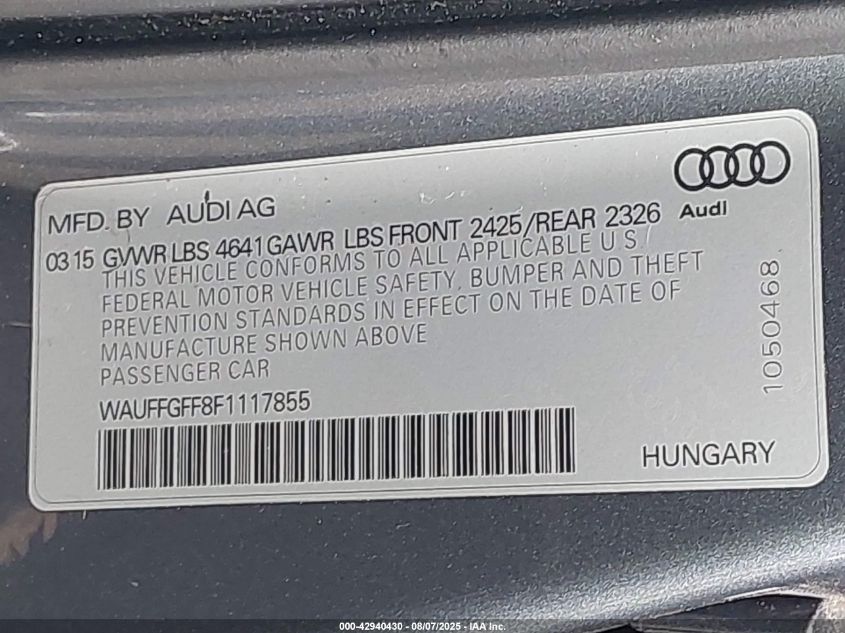 MFD. BY AUDI AG
Audi
03 15 GVWR LBS 4641 GAWR LBS FRONT 2425/REAR 2326
THIS VEHICLE CONFORMS TO ALL APPLICABLE U S
FEDERAL MOTOR VEHICLE SAFETY, BUMPER AND THEFT
PREVENTION STANDARDS IN EFFECT ON THE DATE OF
MANUFACTURE SHOWN ABOVE
PASSENGER CAR
WAUFFGFF8F1117855
1050468.
HUNGARY
000-42940430 - 08/07/2025 - IAA Inc.